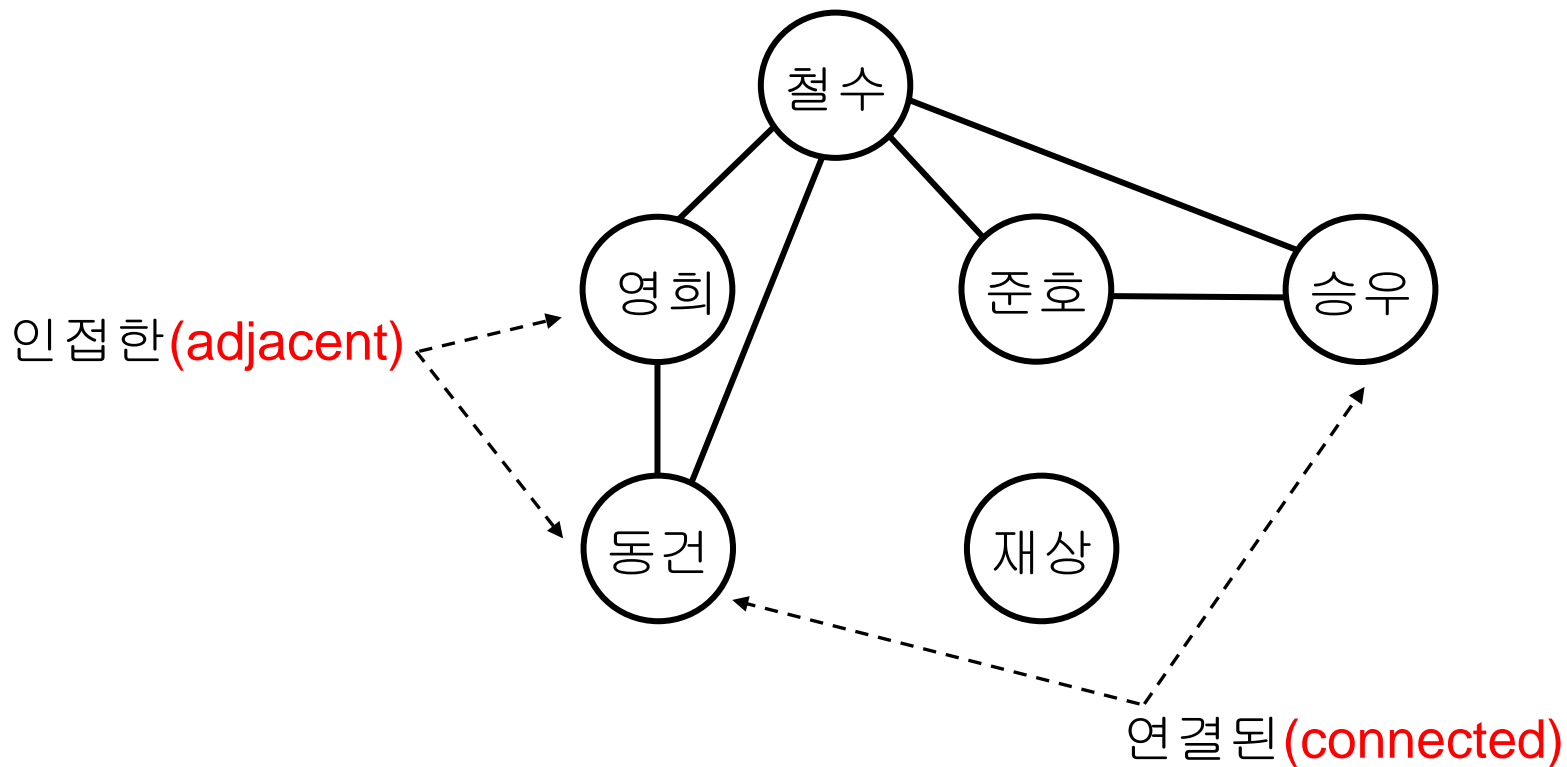 철수
영희
준호
승우
인접한(adjacent)
동건
재상
연결된(connected)